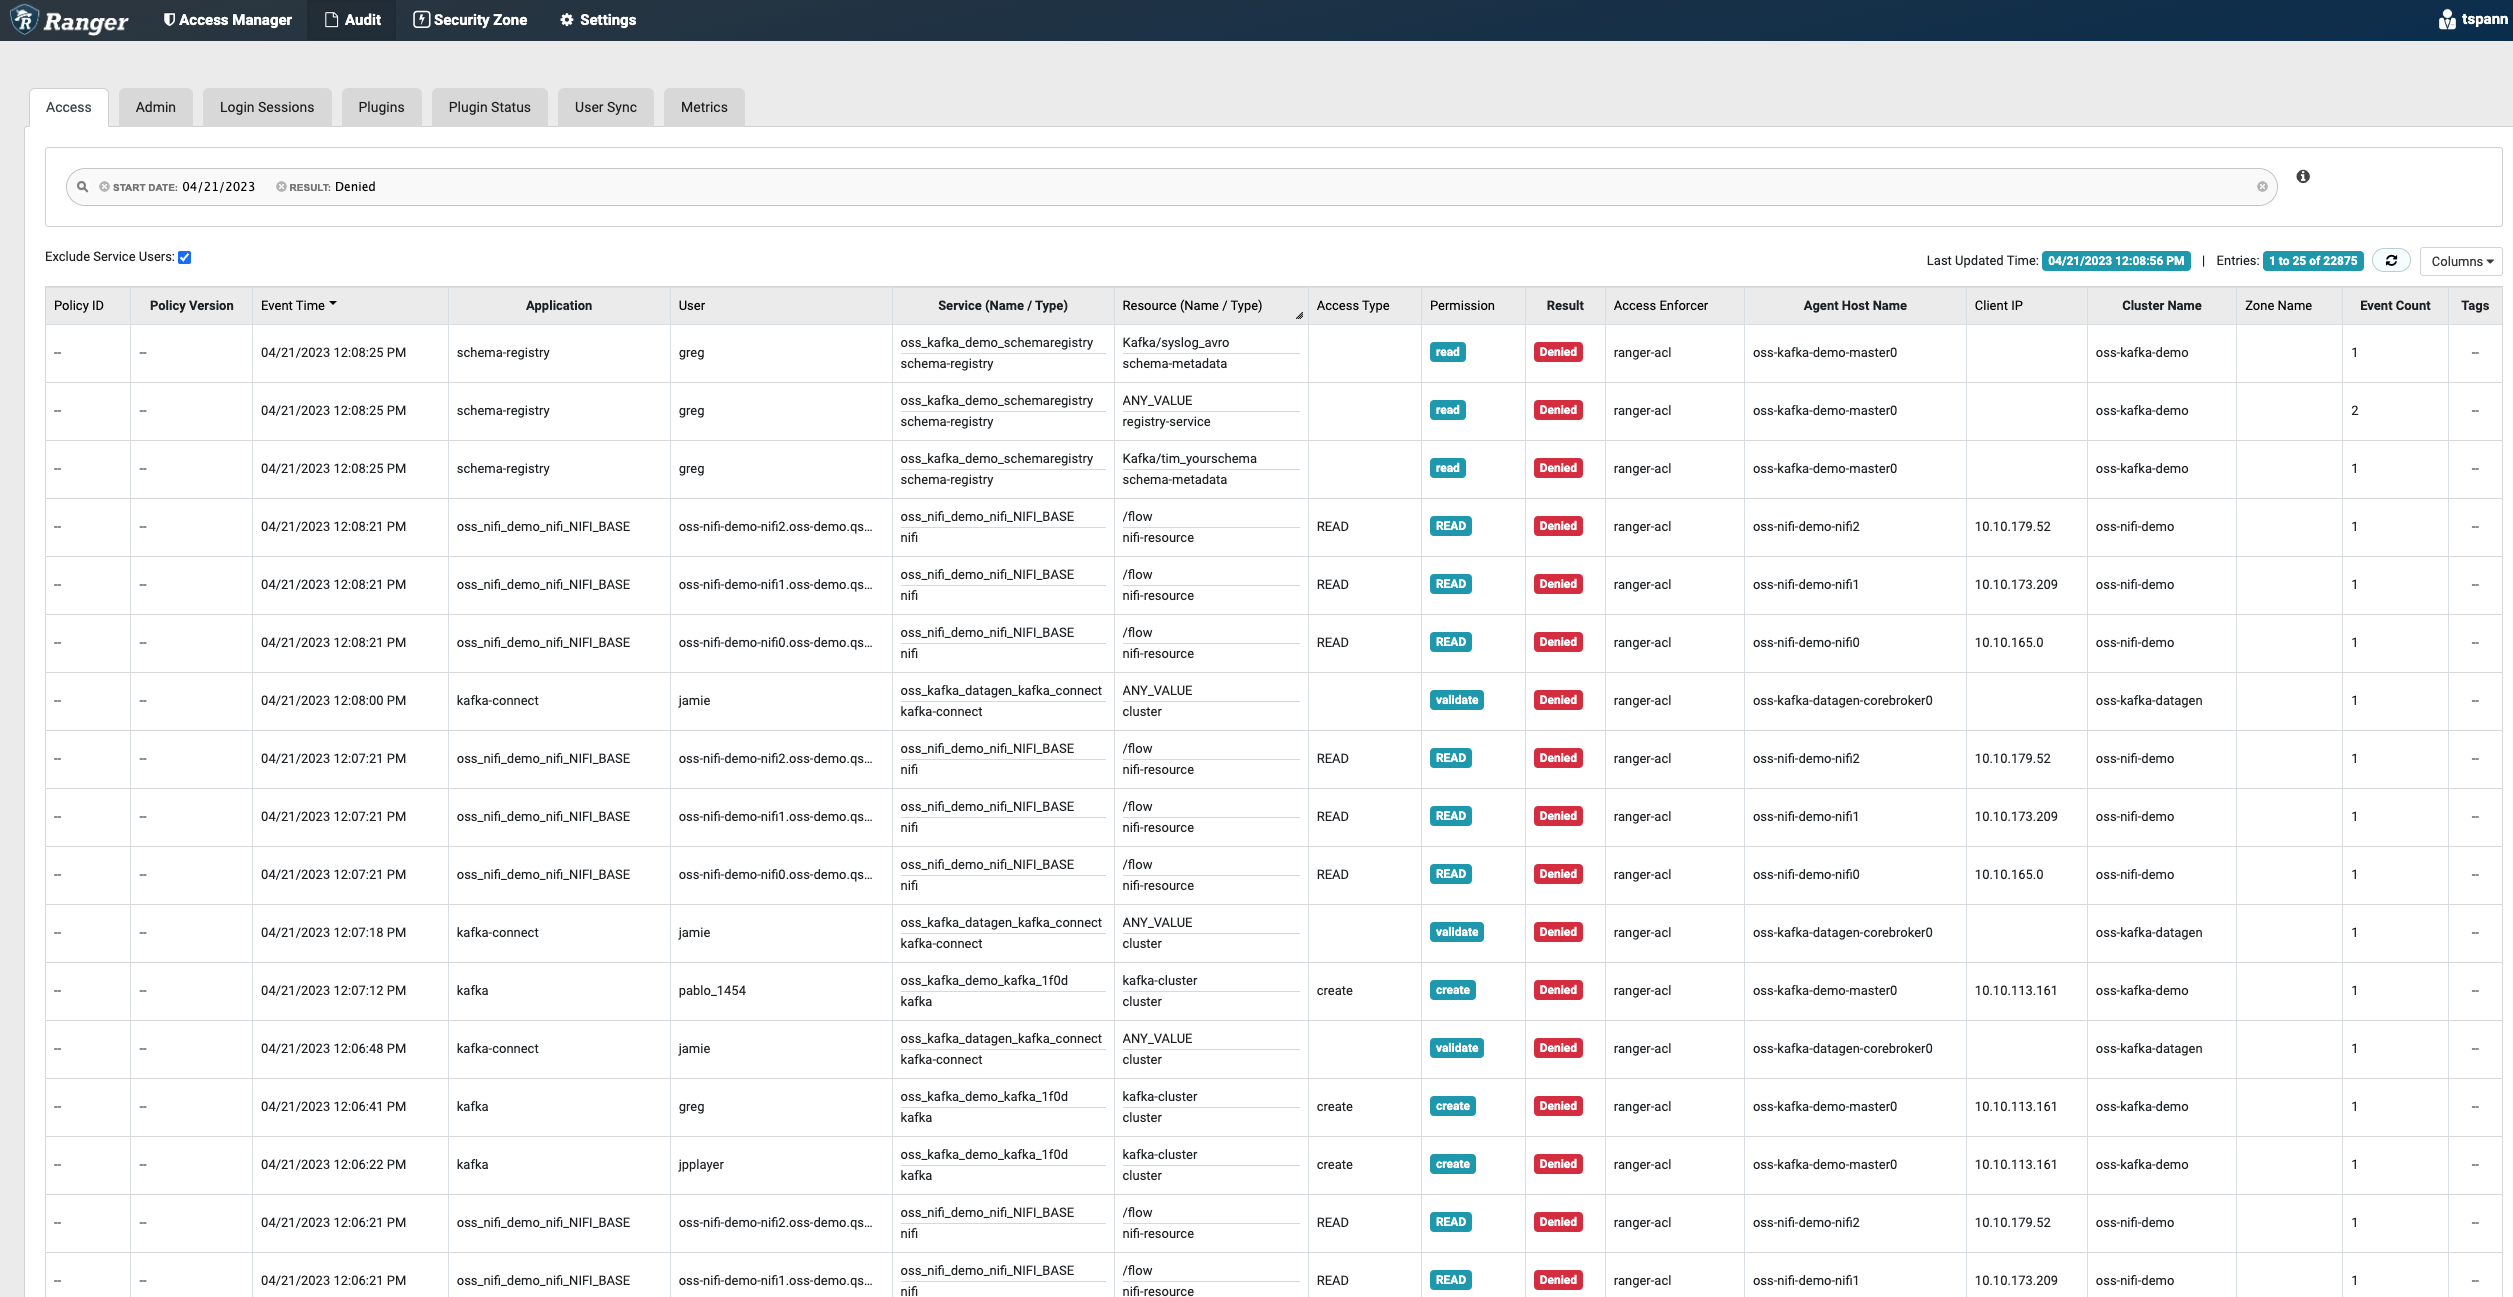 Ranger Access Manager Audit Security Zone Settings tspann
Access Admin Login Sessions Plugins Plugin Status User Sync Metrics
START DATE: 04/21/2023 RESULT: Denied
Exclude Service Users: Last Updated Time: 04/21/2023 12:08:56 PM | Entries: 1 to 25 of 22875 Columns
Policy ID Policy Version Event Time Application User Service (Name / Type) Resource (Name / Type) Access Type Permission Result Access Enforcer Agent Host Name Client IP Cluster Name Zone Name Event Count Tags
-- -- 04/21/2023 12:08:25 PM schema-registry greg oss_kafka_demo_schemaregistry schema-registry Kafka/syslog_avro schema-metadata read Denied ranger-acl oss-kafka-demo-master0 oss-kafka-demo 1 --
-- -- 04/21/2023 12:08:25 PM schema-registry greg oss_kafka_demo_schemaregistry schema-registry ANY_VALUE registry-service read Denied ranger-acl oss-kafka-demo-master0 oss-kafka-demo 2 --
-- -- 04/21/2023 12:08:25 PM schema-registry greg oss_kafka_demo_schemaregistry schema-registry Kafka/tim_yourschema schema-metadata read Denied ranger-acl oss-kafka-demo-master0 oss-kafka-demo 1 --
-- -- 04/21/2023 12:08:21 PM oss_nifi_demo_nifi_NIFI_BASE oss-nifi-demo-nifi2.oss-demo.qs... oss_nifi_demo_nifi_NIFI_BASE nifi /flow nifi-resource READ READ Denied ranger-acl oss-nifi-demo-nifi2 10.10.179.52 oss-nifi-demo 1 --
-- -- 04/21/2023 12:08:21 PM oss_nifi_demo_nifi_NIFI_BASE oss-nifi-demo-nifi1.oss-demo.qs... oss_nifi_demo_nifi_NIFI_BASE nifi /flow nifi-resource READ READ Denied ranger-acl oss-nifi-demo-nifi1 10.10.173.209 oss-nifi-demo 1 --
-- -- 04/21/2023 12:08:21 PM oss_nifi_demo_nifi_NIFI_BASE oss-nifi-demo-nifi0.oss-demo.qs... oss_nifi_demo_nifi_NIFI_BASE nifi /flow nifi-resource READ READ Denied ranger-acl oss-nifi-demo-nifi0 10.10.165.0 oss-nifi-demo 1 --
-- -- 04/21/2023 12:08:00 PM kafka-connect jamie oss_kafka_datagen_kafka_connect kafka-connect ANY_VALUE cluster validate Denied ranger-acl oss-kafka-datagen-corebroker0 oss-kafka-datagen 1 --
-- -- 04/21/2023 12:07:21 PM oss_nifi_demo_nifi_NIFI_BASE oss-nifi-demo-nifi2.oss-demo.qs... oss_nifi_demo_nifi_NIFI_BASE nifi /flow nifi-resource READ READ Denied ranger-acl oss-nifi-demo-nifi2 10.10.179.52 oss-nifi-demo 1 --
-- -- 04/21/2023 12:07:21 PM oss_nifi_demo_nifi_NIFI_BASE oss-nifi-demo-nifi1.oss-demo.qs... oss_nifi_demo_nifi_NIFI_BASE nifi /flow nifi-resource READ READ Denied ranger-acl oss-nifi-demo-nifi1 10.10.173.209 oss-nifi-demo 1 --
-- -- 04/21/2023 12:07:21 PM oss_nifi_demo_nifi_NIFI_BASE oss-nifi-demo-nifi0.oss-demo.qs... oss_nifi_demo_nifi_NIFI_BASE nifi /flow nifi-resource READ READ Denied ranger-acl oss-nifi-demo-nifi0 10.10.165.0 oss-nifi-demo 1 --
-- -- 04/21/2023 12:07:18 PM kafka-connect jamie oss_kafka_datagen_kafka_connect kafka-connect ANY_VALUE cluster validate Denied ranger-acl oss-kafka-datagen-corebroker0 oss-kafka-datagen 1 --
-- -- 04/21/2023 12:07:12 PM kafka pablo_1454 oss_kafka_demo_kafka_1f0d kafka kafka-cluster cluster create create Denied ranger-acl oss-kafka-demo-master0 10.10.113.161 oss-kafka-demo 1 --
-- -- 04/21/2023 12:06:48 PM kafka-connect jamie oss_kafka_datagen_kafka_connect kafka-connect ANY_VALUE cluster validate Denied ranger-acl oss-kafka-datagen-corebroker0 oss-kafka-datagen 1 --
-- -- 04/21/2023 12:06:41 PM kafka greg oss_kafka_demo_kafka_1f0d kafka kafka-cluster cluster create create Denied ranger-acl oss-kafka-demo-master0 10.10.113.161 oss-kafka-demo 1 --
-- -- 04/21/2023 12:06:22 PM kafka jpplayer oss_kafka_demo_kafka_1f0d kafka kafka-cluster cluster create create Denied ranger-acl oss-kafka-demo-master0 10.10.113.161 oss-kafka-demo 1 --
-- -- 04/21/2023 12:06:21 PM oss_nifi_demo_nifi_NIFI_BASE oss-nifi-demo-nifi2.oss-demo.qs... oss_nifi_demo_nifi_NIFI_BASE nifi /flow nifi-resource READ READ Denied ranger-acl oss-nifi-demo-nifi2 10.10.179.52 oss-nifi-demo 1 --
-- -- 04/21/2023 12:06:21 PM oss_nifi_demo_nifi_NIFI_BASE oss-nifi-demo-nifi1.oss-demo.qs... oss_nifi_demo_nifi_NIFI_BASE nifi /flow nifi-resource READ READ Denied ranger-acl oss-nifi-demo-nifi1 10.10.173.209 oss-nifi-demo 1 --